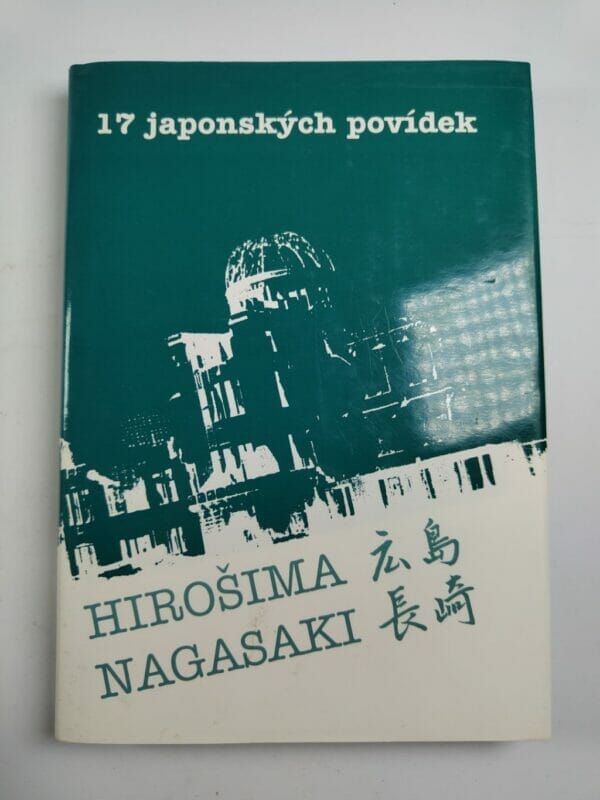 17 japonských povídek
HIROŠIMA 広島
NAGASAKI 長崎